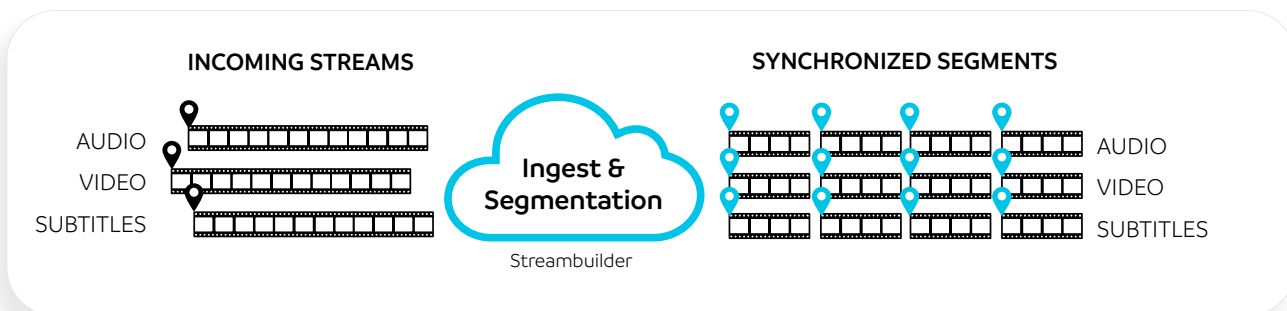 INCOMING STREAMS
AUDIO
VIDEO
SUBTITLES
Ingest &
Segmentation
Streambuilder
SYNCHRONIZED SEGMENTS
AUDIO
VIDEO
SUBTITLES